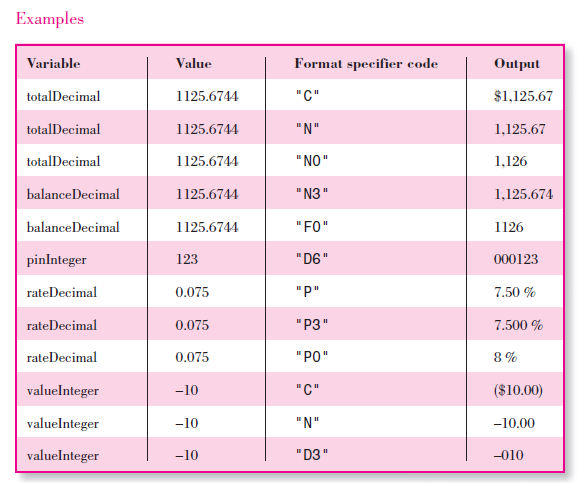 Examples
Variable Value Format specifier code Output
totalDecimal 1125.6744 "C" $1,125.67
totalDecimal 1125.6744 "N" 1,125.67
totalDecimal 1125.6744 "N0" 1,126
balanceDecimal 1125.6744 "N3" 1,125.674
balanceDecimal 1125.6744 "F0" 1126
pinInteger 123 "D6" 000123
rateDecimal 0.075 "P" 7.50 %
rateDecimal 0.075 "P3" 7.500 %
rateDecimal 0.075 "P0" 8 %
valueInteger –10 "C" ($10.00)
valueInteger –10 "N" –10.00
valueInteger –10 "D3" –010